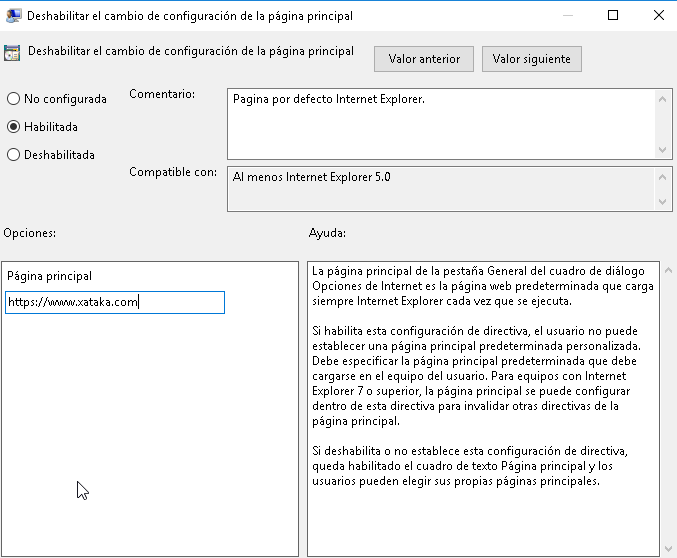 Deshabilitar el cambio de configuración de la página principal
Deshabilitar el cambio de configuración de la página principal
Valor anterior
Valor siguiente
No configurada
Habilitada
Deshabilitada
Comentario:
Pagina por defecto Internet Explorer.
Compatible con:
Al menos Internet Explorer 5.0
Opciones:
Página principal
https://www.xataka.com
Ayuda:
La página principal de la pestaña General del cuadro de diálogo
Opciones de Internet es la página web predeterminada que carga
siempre Internet Explorer cada vez que se ejecuta.
Si habilita esta configuración de directiva, el usuario no puede
establecer una página principal predeterminada personalizada.
Debe especificar la página principal predeterminada que debe
cargarse en el equipo del usuario. Para equipos con Internet
Explorer 7 o superior, la página principal se puede configurar
dentro de esta directiva para invalidar otras directivas de la
página principal.
Si deshabilita o no establece esta configuración de directiva,
queda habilitado el cuadro de texto Página principal y los
usuarios pueden elegir sus propias páginas principales.